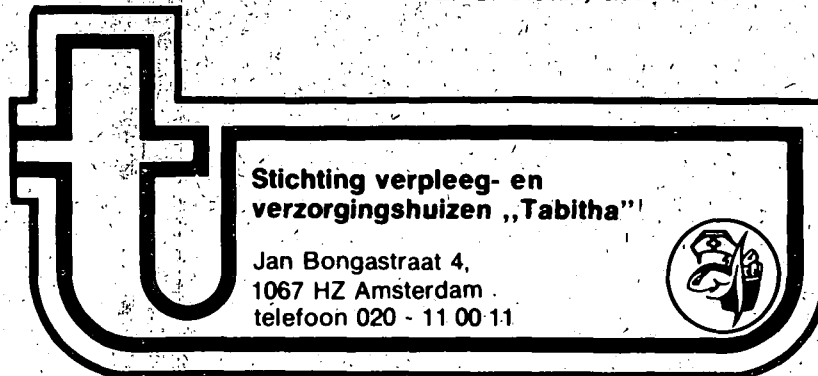 Stichting verpleeg- en
verzorgingshuizen ,,Tabitha"
Jan Bongastraat 4,
1067 HZ Amsterdam
telefoon 020 - 11 00 11